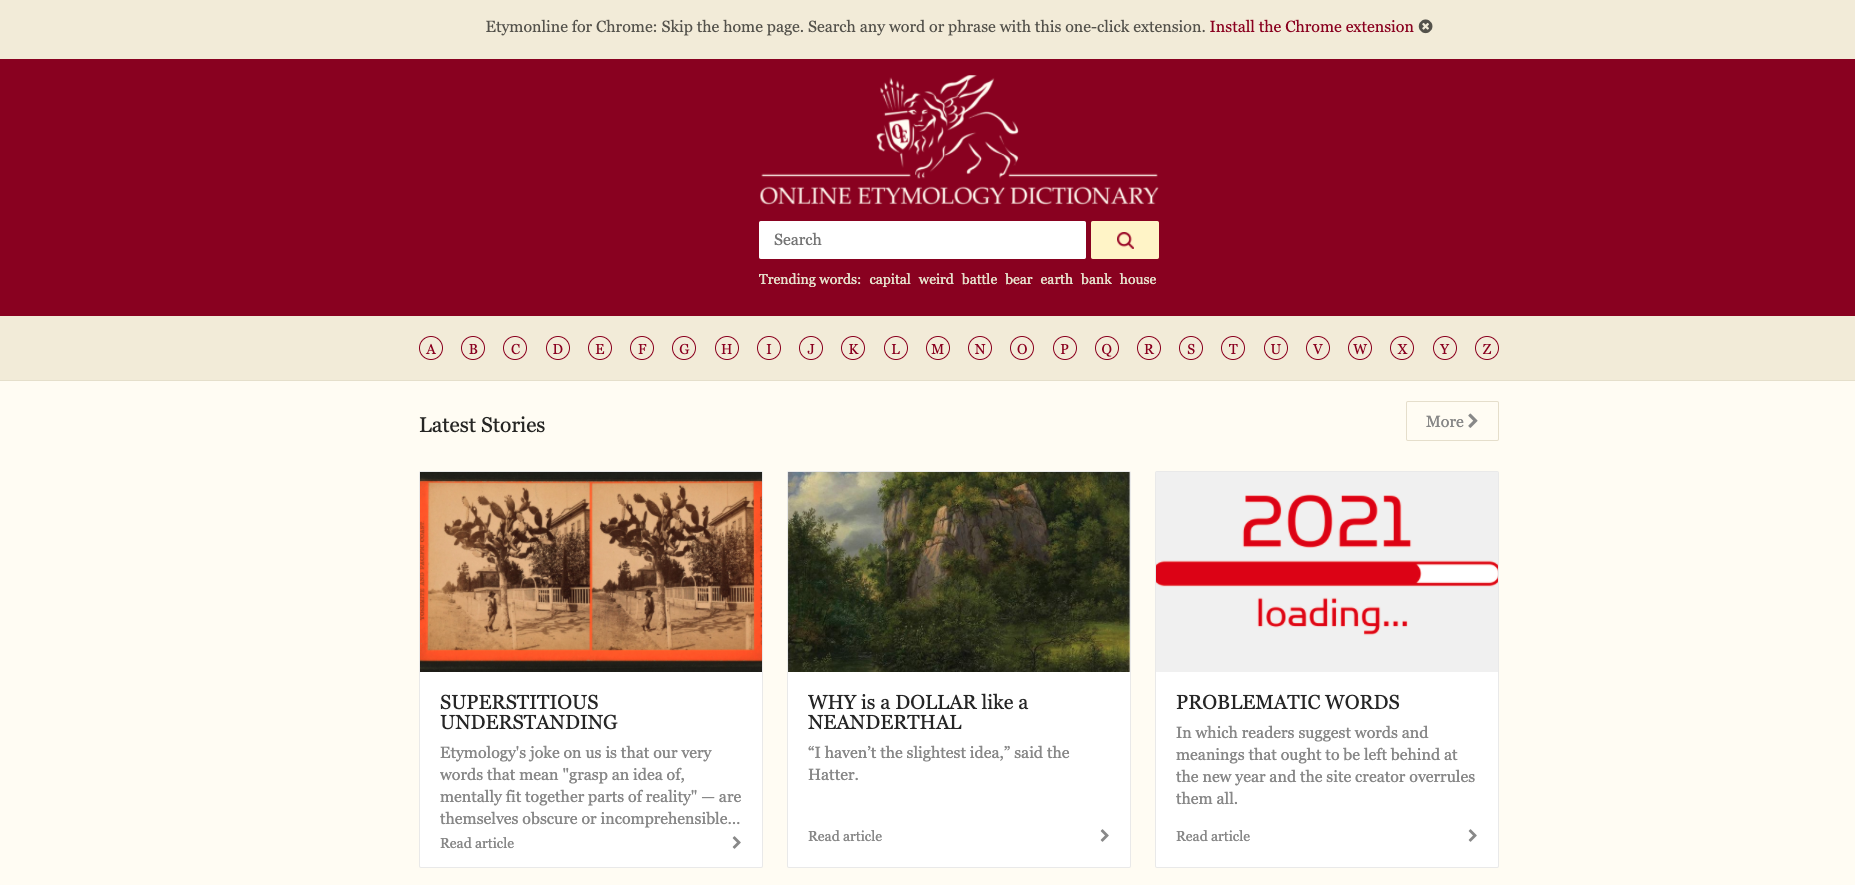 Etymonline for Chrome: Skip the home page. Search any word or phrase with this one-click extension. Install the Chrome extension
OE
ONLINE ETYMOLOGY DICTIONARY
Search
Trending words: capital weird battle bear earth bank house
A B C D E F G H I J K L M N O P Q R S T U V W X Y Z
Latest Stories
More
SUPERSTITIOUS
UNDERSTANDING
Etymology's joke on us is that our very
words that mean "grasp an idea of,
mentally fit together parts of reality" — are
themselves obscure or incomprehensible...
Read article
WHY is a DOLLAR like a
NEANDERTHAL
“I haven’t the slightest idea,” said the
Hatter.
Read article
2021
loading...
PROBLEMATIC WORDS
In which readers suggest words and
meanings that ought to be left behind at
the new year and the site creator overrules
them all.
Read article